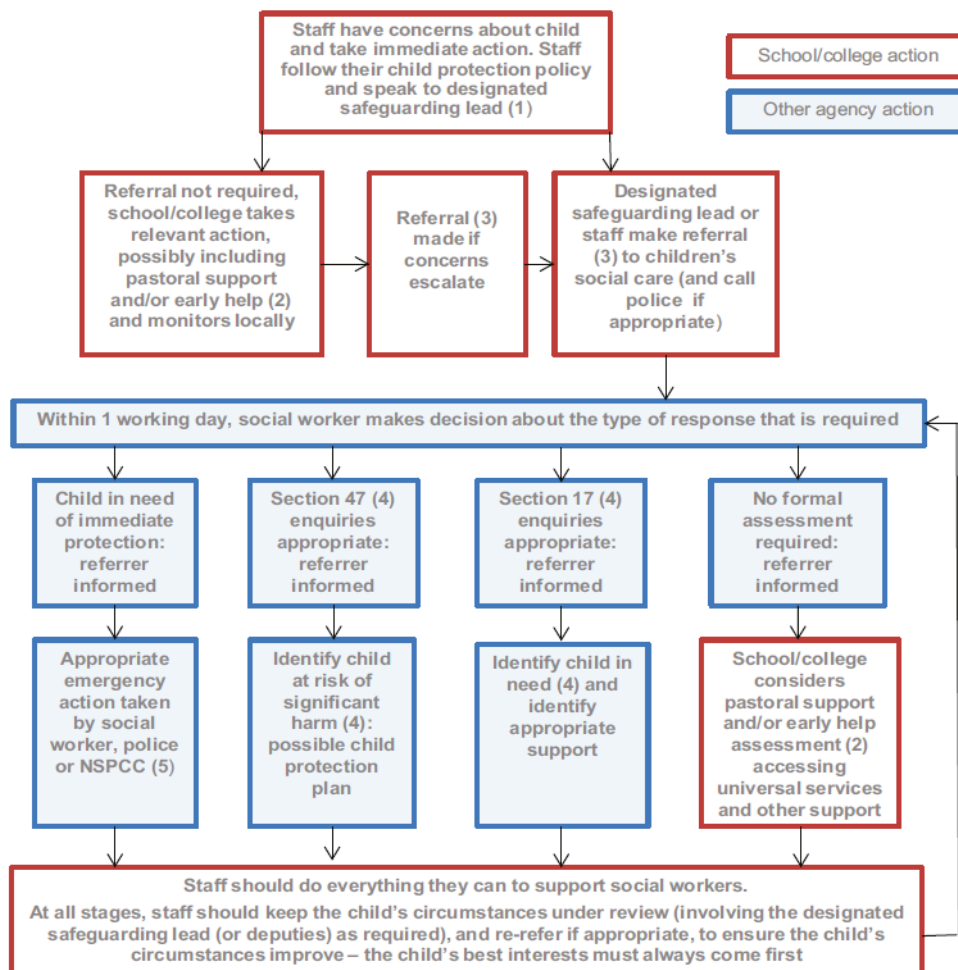 Staff have concerns about child
and take immediate action. Staff
follow their child protection policy
and speak to designated
safeguarding lead (1)
School/college action
Other agency action
Referral not required,
school/college takes
relevant action,
possibly including
pastoral support
and/or early help (2)
and monitors locally
Referral (3)
made if
concerns
escalate
Designated
safeguarding lead or
staff make referral
(3) to children's
social care (and call
police if
appropriate)
Within 1 working day, social worker makes decision about the type of response that is required
Child in need
of immediate
protection:
referrer
informed
Section 47 (4)
enquiries
appropriate:
referrer
informed
Section 17 (4)
enquiries
appropriate:
referrer
informed
No formal
assessment
required:
referrer
informed
Appropriate
emergency
action taken
by social
worker, police
or NSPCC (5)
Identify child
at risk of
significant
harm (4):
possible child
protection
plan
Identify child in
need (4) and
identify
appropriate
support
School/college
considers
pastoral support
and/or early help
assessment (2)
accessing
universal services
and other support
Staff should do everything they can to support social workers.
At all stages, staff should keep the child's circumstances under review (involving the designated
safeguarding lead (or deputies) as required), and re-refer if appropriate, to ensure the child's
circumstances improve – the child's best interests must always come first